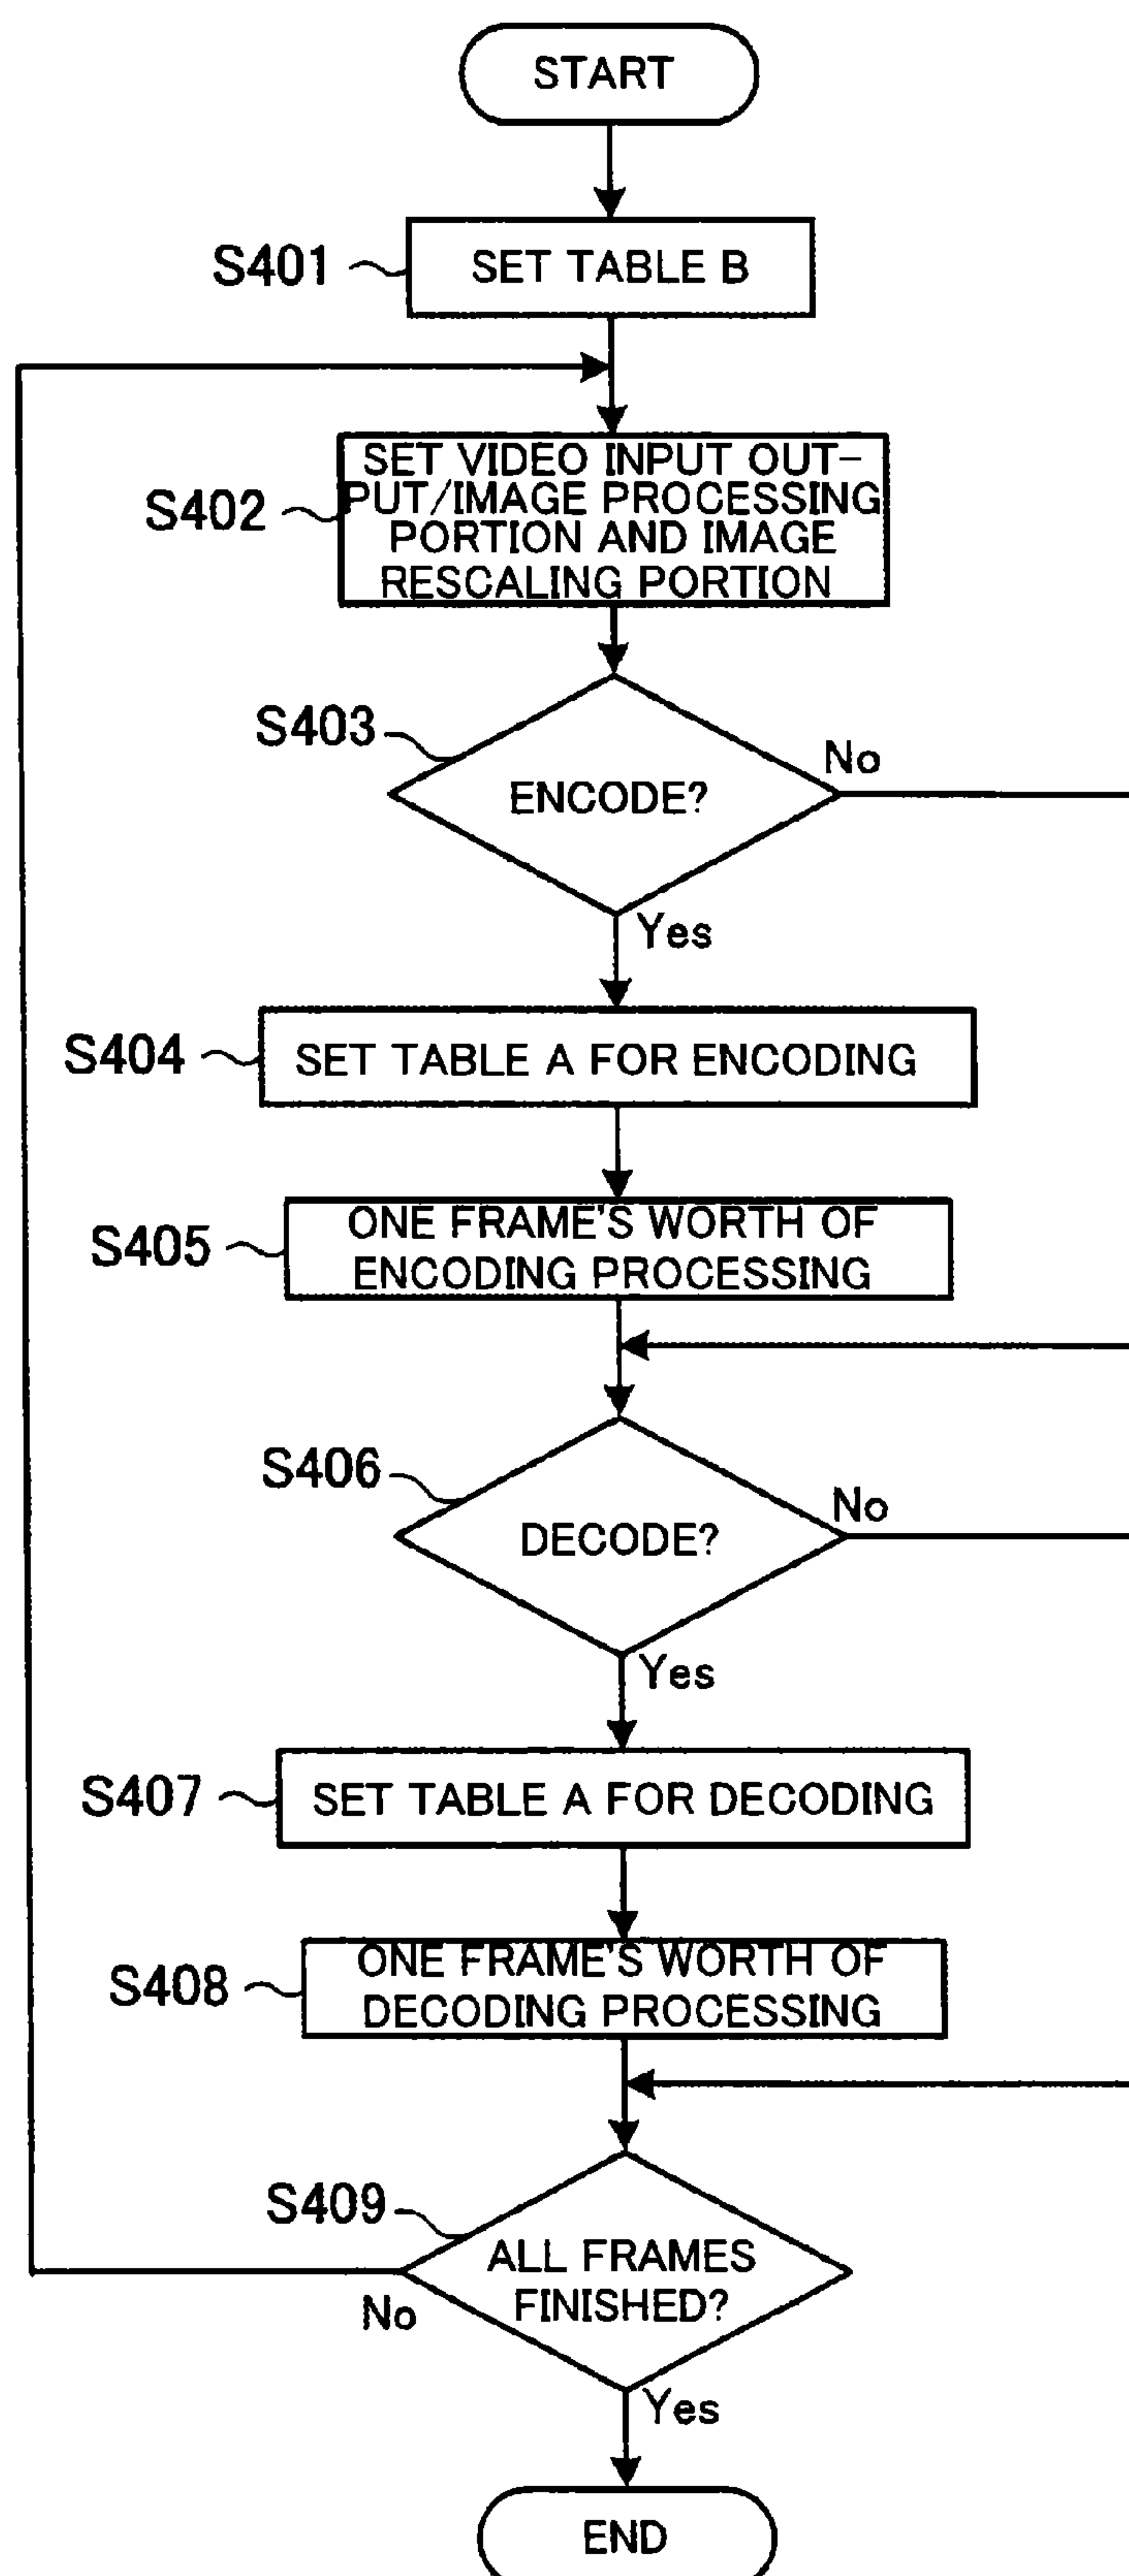 START
S401
SET TABLE B
S402
SET VIDEO INPUT OUT-
PUT/IMAGE PROCESSING
PORTION AND IMAGE
RESCALING PORTION
S403
ENCODE?
No
Yes
S404
SET TABLE A FOR ENCODING
S405
ONE FRAME'S WORTH OF
ENCODING PROCESSING
S406
DECODE?
No
Yes
S407
SET TABLE A FOR DECODING
S408
ONE FRAME'S WORTH OF
DECODING PROCESSING
S409
ALL FRAMES
FINISHED?
No
Yes
END